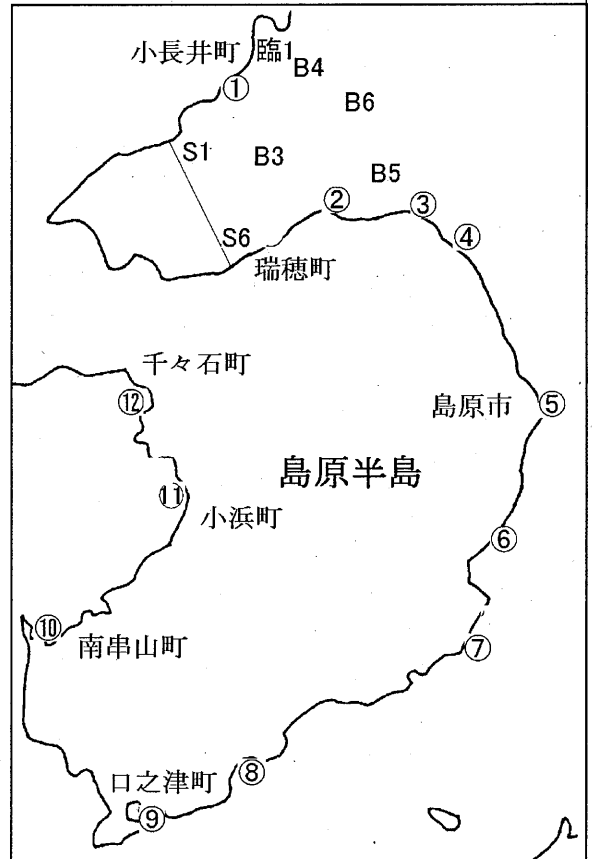 小長井町
臨1
B4
①
B6
S1
B3
B5
②
③
S6
④
瑞穂町
千々石町
⑫
島原市
⑤
島原半島
⑪
小浜町
⑥
⑩
南串山町
⑦
口之津町
⑧
⑨